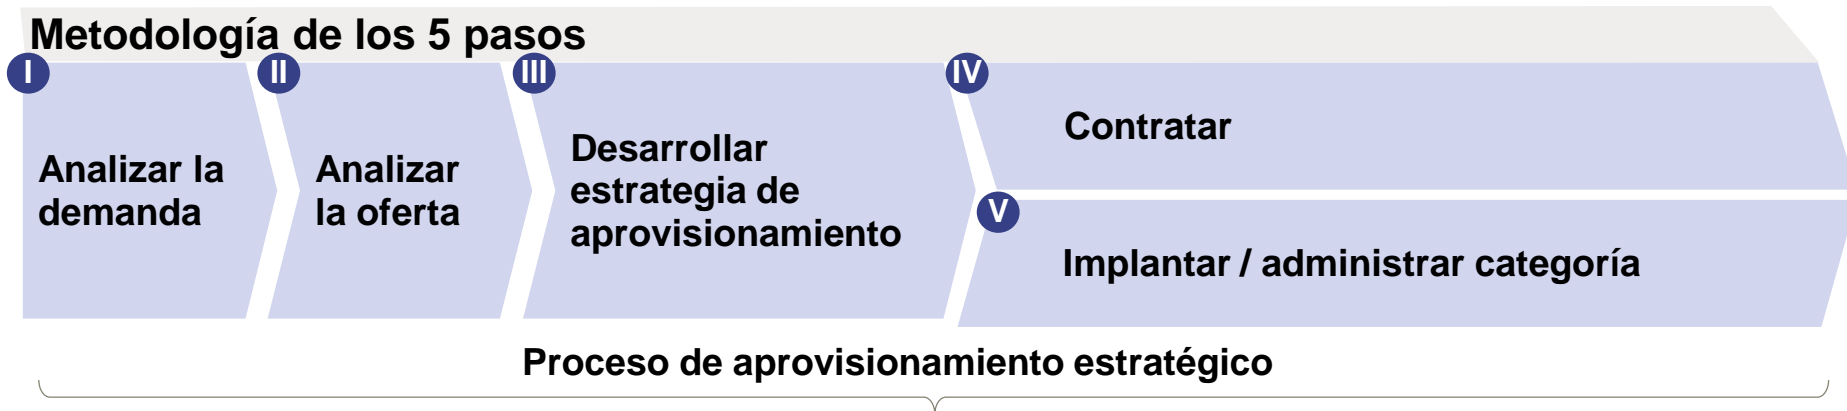 Metodología de los 5 pasos
I
II
III
IV
Analizar la
demanda
Analizar
la oferta
Desarrollar
estrategia de
aprovisionamiento
Contratar
V
Implantar / administrar categoría
Proceso de aprovisionamiento estratégico